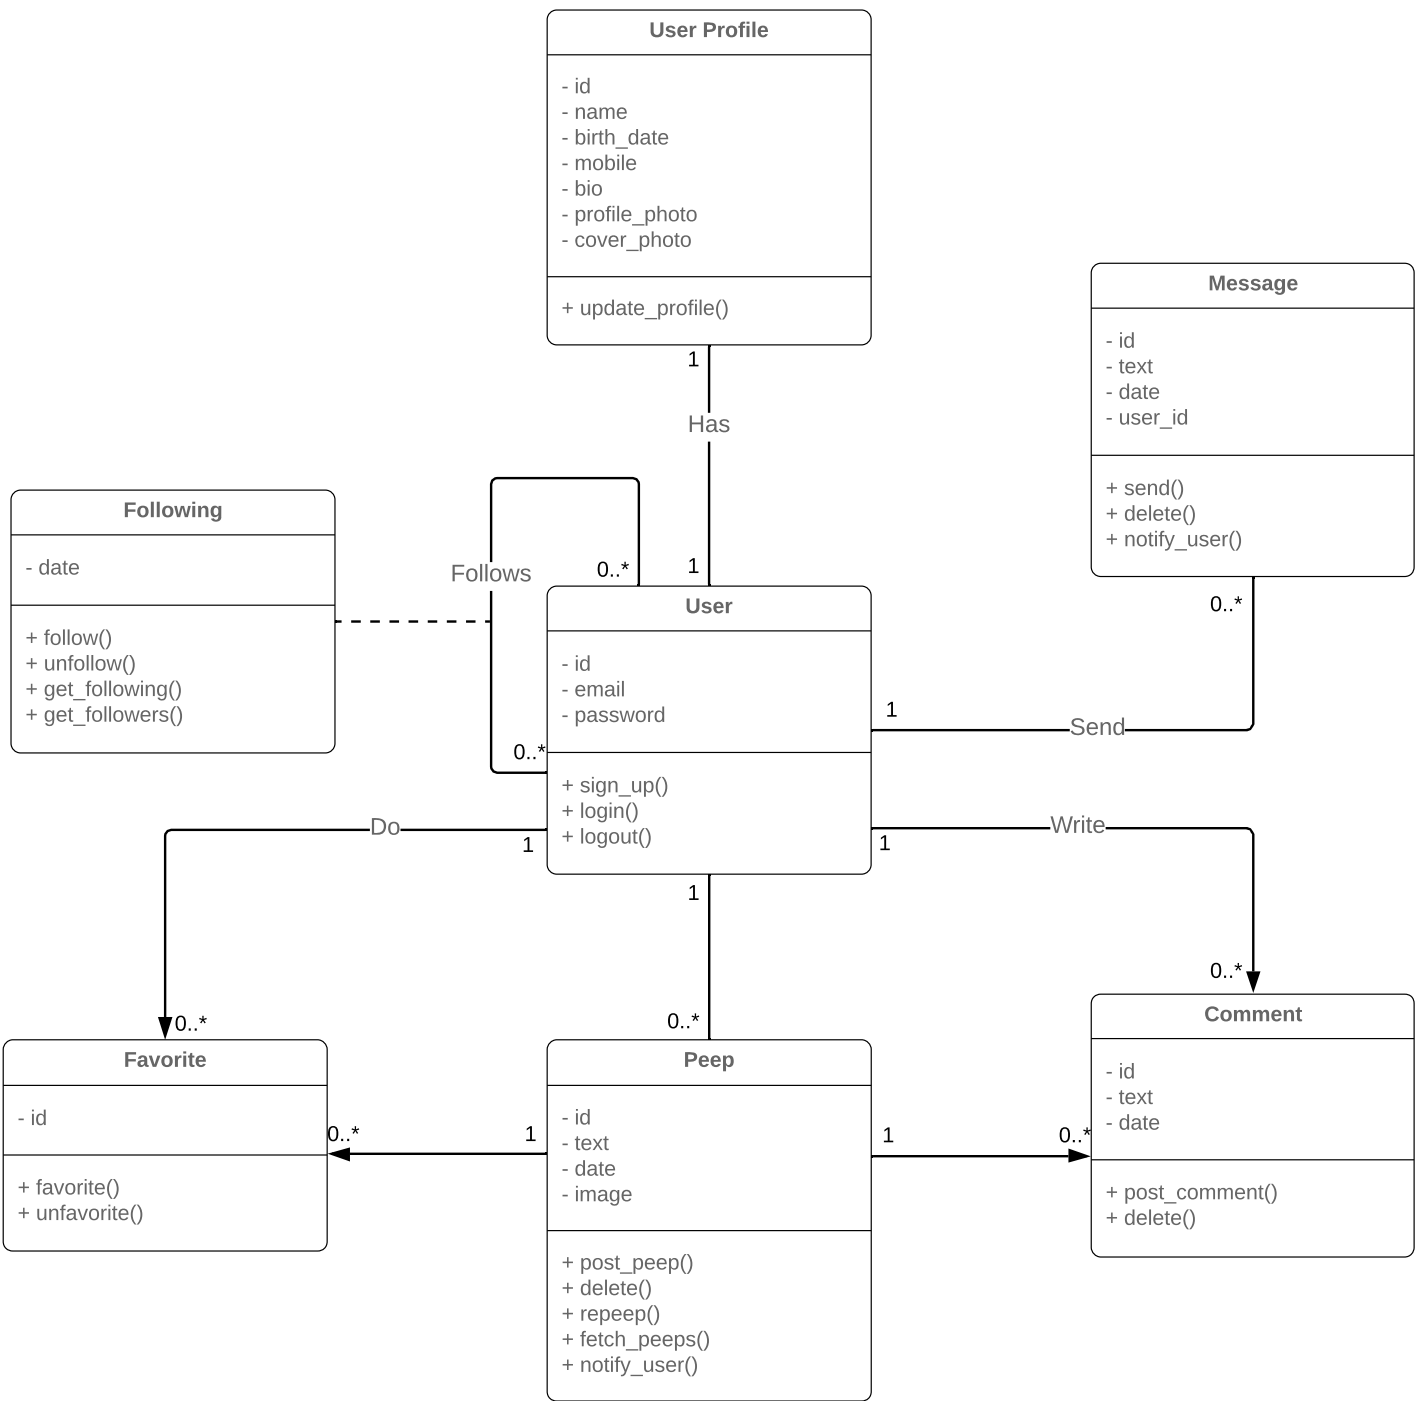 User Profile
- id
- name
- birth_date
- mobile
- bio
- profile_photo
- cover_photo
+ update_profile()
1
Has
1
Message
- id
- text
- date
- user_id
+ send()
+ delete()
+ notify_user()
0..*
Send
1
Following
- date
+ follow()
+ unfollow()
+ get_following()
+ get_followers()
Follows
0..*
0..*
User
- id
- email
- password
+ sign_up()
+ login()
+ logout()
Do
1
0..*
Write
1
0..*
1
0..*
Favorite
- id
+ favorite()
+ unfavorite()
0..*
1
Peep
- id
- text
- date
- image
+ post_peep()
+ delete()
+ repeep()
+ fetch_peeps()
+ notify_user()
1
0..*
Comment
- id
- text
- date
+ post_comment()
+ delete()